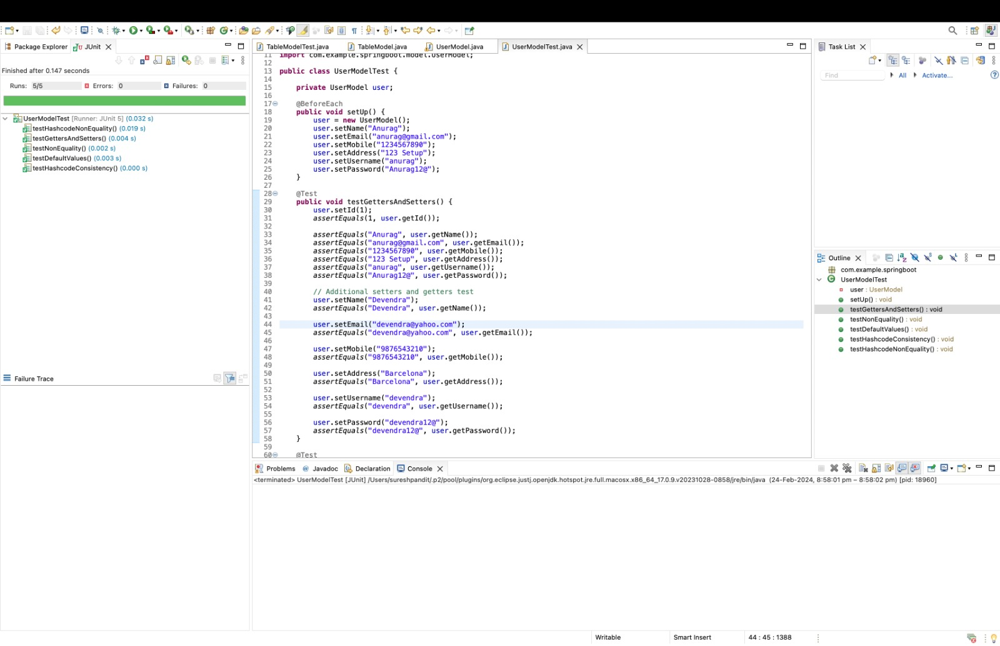 Package Explorer JUnit
Finished after 0.147 seconds
Runs: 5/5 Errors: 0 Failures: 0
UserModelTest [Runner: JUnit 5] (0.032 s)
testHashcodeNonEquality() (0.019 s)
testGettersAndSetters() (0.004 s)
testNonEquality() (0.002 s)
testDefaultValues() (0.003 s)
testHashcodeConsistency() (0.000 s)
Failure Trace
TableModelTest.java TableModel.java UserModel.java UserModelTest.java
11 import com.example.springboot.model.UserModel;
12
13 public class UserModelTest {
14
15     private UserModel user;
16
17     @BeforeEach
18     public void setUp() {
19         user = new UserModel();
20         user.setName("Anurag");
21         user.setEmail("anurag@gmail.com");
22         user.setMobile("1234567890");
23         user.setAddress("123 Setup");
24         user.setUsername("anurag");
25         user.setPassword("Anurag12@");
26     }
27
28     @Test
29     public void testGettersAndSetters() {
30         user.setId(1);
31         assertEquals(1, user.getId());
32
33         assertEquals("Anurag", user.getName());
34         assertEquals("anurag@gmail.com", user.getEmail());
35         assertEquals("1234567890", user.getMobile());
36         assertEquals("123 Setup", user.getAddress());
37         assertEquals("anurag", user.getUsername());
38         assertEquals("Anurag12@", user.getPassword());
39
40         // Additional setters and getters test
41         user.setName("Devendra");
42         assertEquals("Devendra", user.getName());
43
44         user.setEmail("devendra@yahoo.com");
45         assertEquals("devendra@yahoo.com", user.getEmail());
46
47         user.setMobile("9876543210");
48         assertEquals("9876543210", user.getMobile());
49
50         user.setAddress("Barcelona");
51         assertEquals("Barcelona", user.getAddress());
52
53         user.setUsername("devendra");
54         assertEquals("devendra", user.getUsername());
55
56         user.setPassword("devendra12@");
57         assertEquals("devendra12@", user.getPassword());
58     }
59
60     @Test
Problems Javadoc Declaration Console
<terminated> UserModelTest [JUnit] /Users/sureshpandit/.p2/pool/plugins/org.eclipse.justj.openjdk.hotspot.jre.full.macosx.x86_64_17.0.9.v20231028-0858/jre/bin/java (24-Feb-2024, 8:58:01 pm – 8:58:02 pm) [pid: 18960]
Task List
Find All Activate...
Outline
com.example.springboot
UserModelTest
user : UserModel
setUp() : void
testGettersAndSetters() : void
testNonEquality() : void
testDefaultValues() : void
testHashcodeConsistency() : void
testHashcodeNonEquality() : void
Writable Smart Insert 44 : 45 : 1388